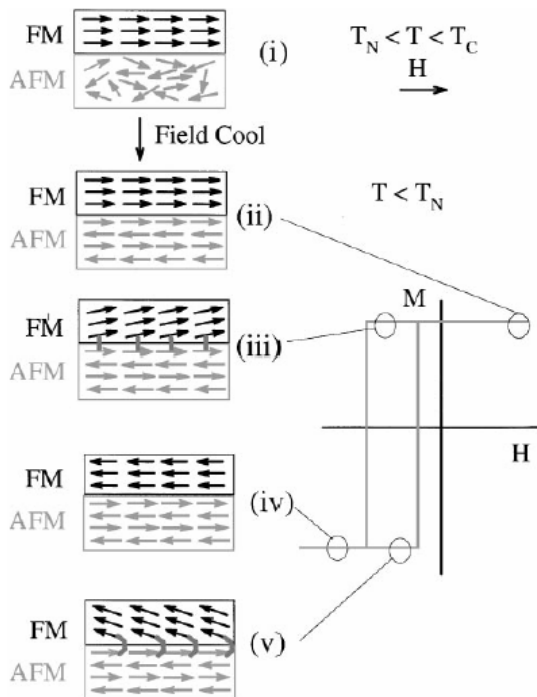 FM
AFM
(i)
T_N < T < T_C
H
Field Cool
FM
AFM
(ii)
T < T_N
FM
AFM
(iii)
M
H
FM
AFM
(iv)
FM
AFM
(v)